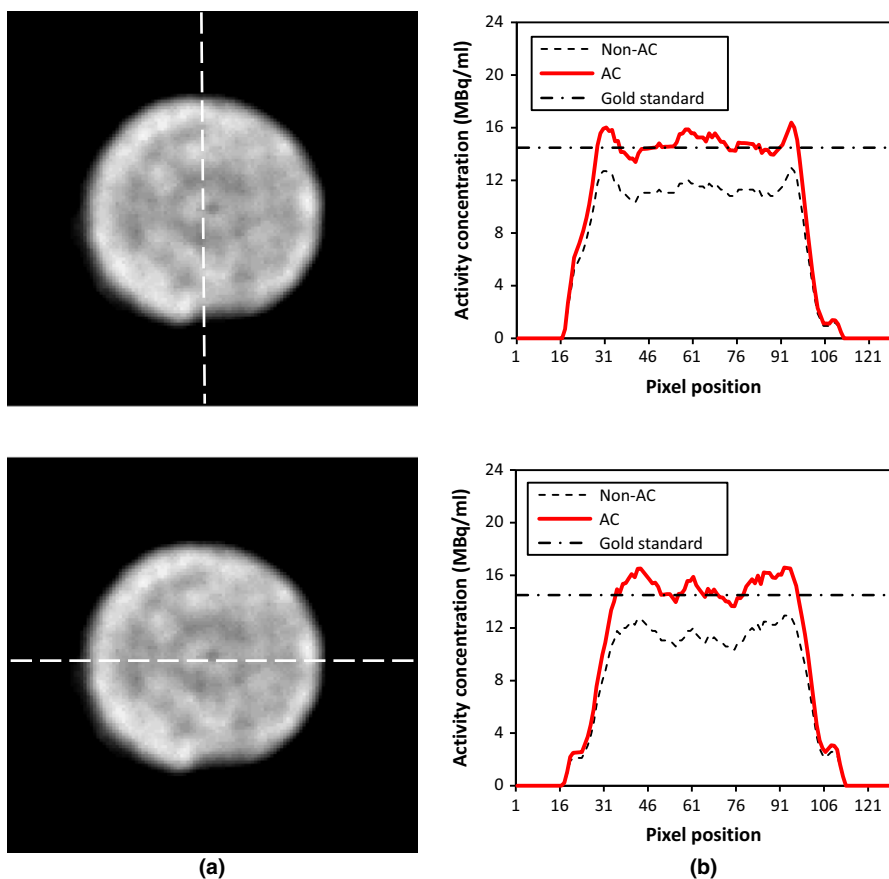 24
20
16
12
8
4
0
Activity concentration (MBq/ml)
Non-AC
AC
Gold standard
1 16 31 46 61 76 91 106 121
Pixel position
24
20
16
12
8
4
0
Activity concentration (MBq/ml)
Non-AC
AC
Gold standard
1 16 31 46 61 76 91 106 121
Pixel position
(a) (b)